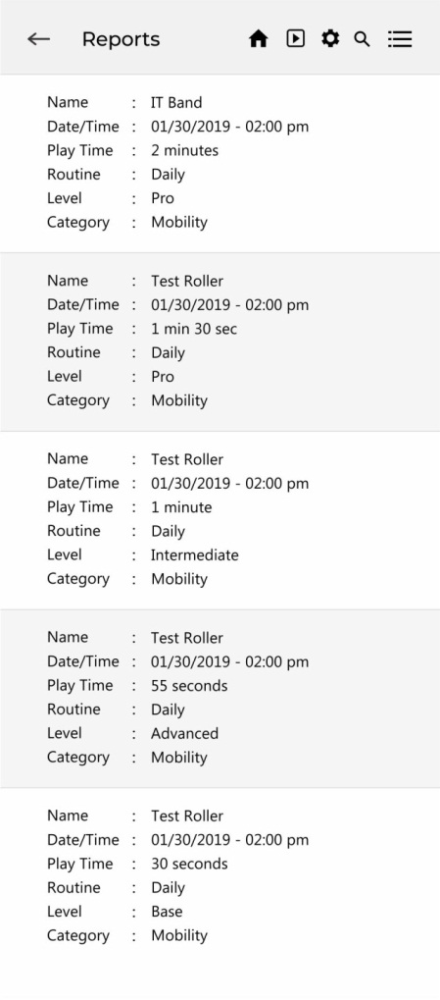 Reports
Name : IT Band
Date/Time : 01/30/2019 - 02:00 pm
Play Time : 2 minutes
Routine : Daily
Level : Pro
Category : Mobility
Name : Test Roller
Date/Time : 01/30/2019 - 02:00 pm
Play Time : 1 min 30 sec
Routine : Daily
Level : Pro
Category : Mobility
Name : Test Roller
Date/Time : 01/30/2019 - 02:00 pm
Play Time : 1 minute
Routine : Daily
Level : Intermediate
Category : Mobility
Name : Test Roller
Date/Time : 01/30/2019 - 02:00 pm
Play Time : 55 seconds
Routine : Daily
Level : Advanced
Category : Mobility
Name : Test Roller
Date/Time : 01/30/2019 - 02:00 pm
Play Time : 30 seconds
Routine : Daily
Level : Base
Category : Mobility